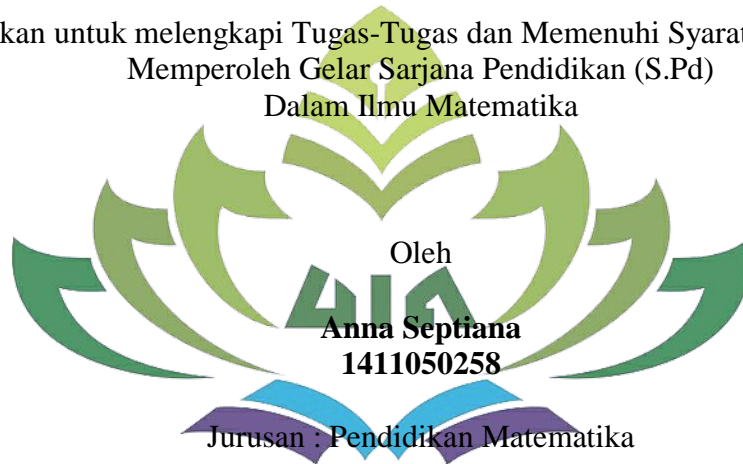 kan untuk melengkapi Tugas-Tugas dan Memenuhi Syarat
Memperoleh Gelar Sarjana Pendidikan (S.Pd)
Dalam Ilmu Matematika
Oleh
UIN
Anna Septiana
1411050258
Jurusan : Pendidikan Matematika